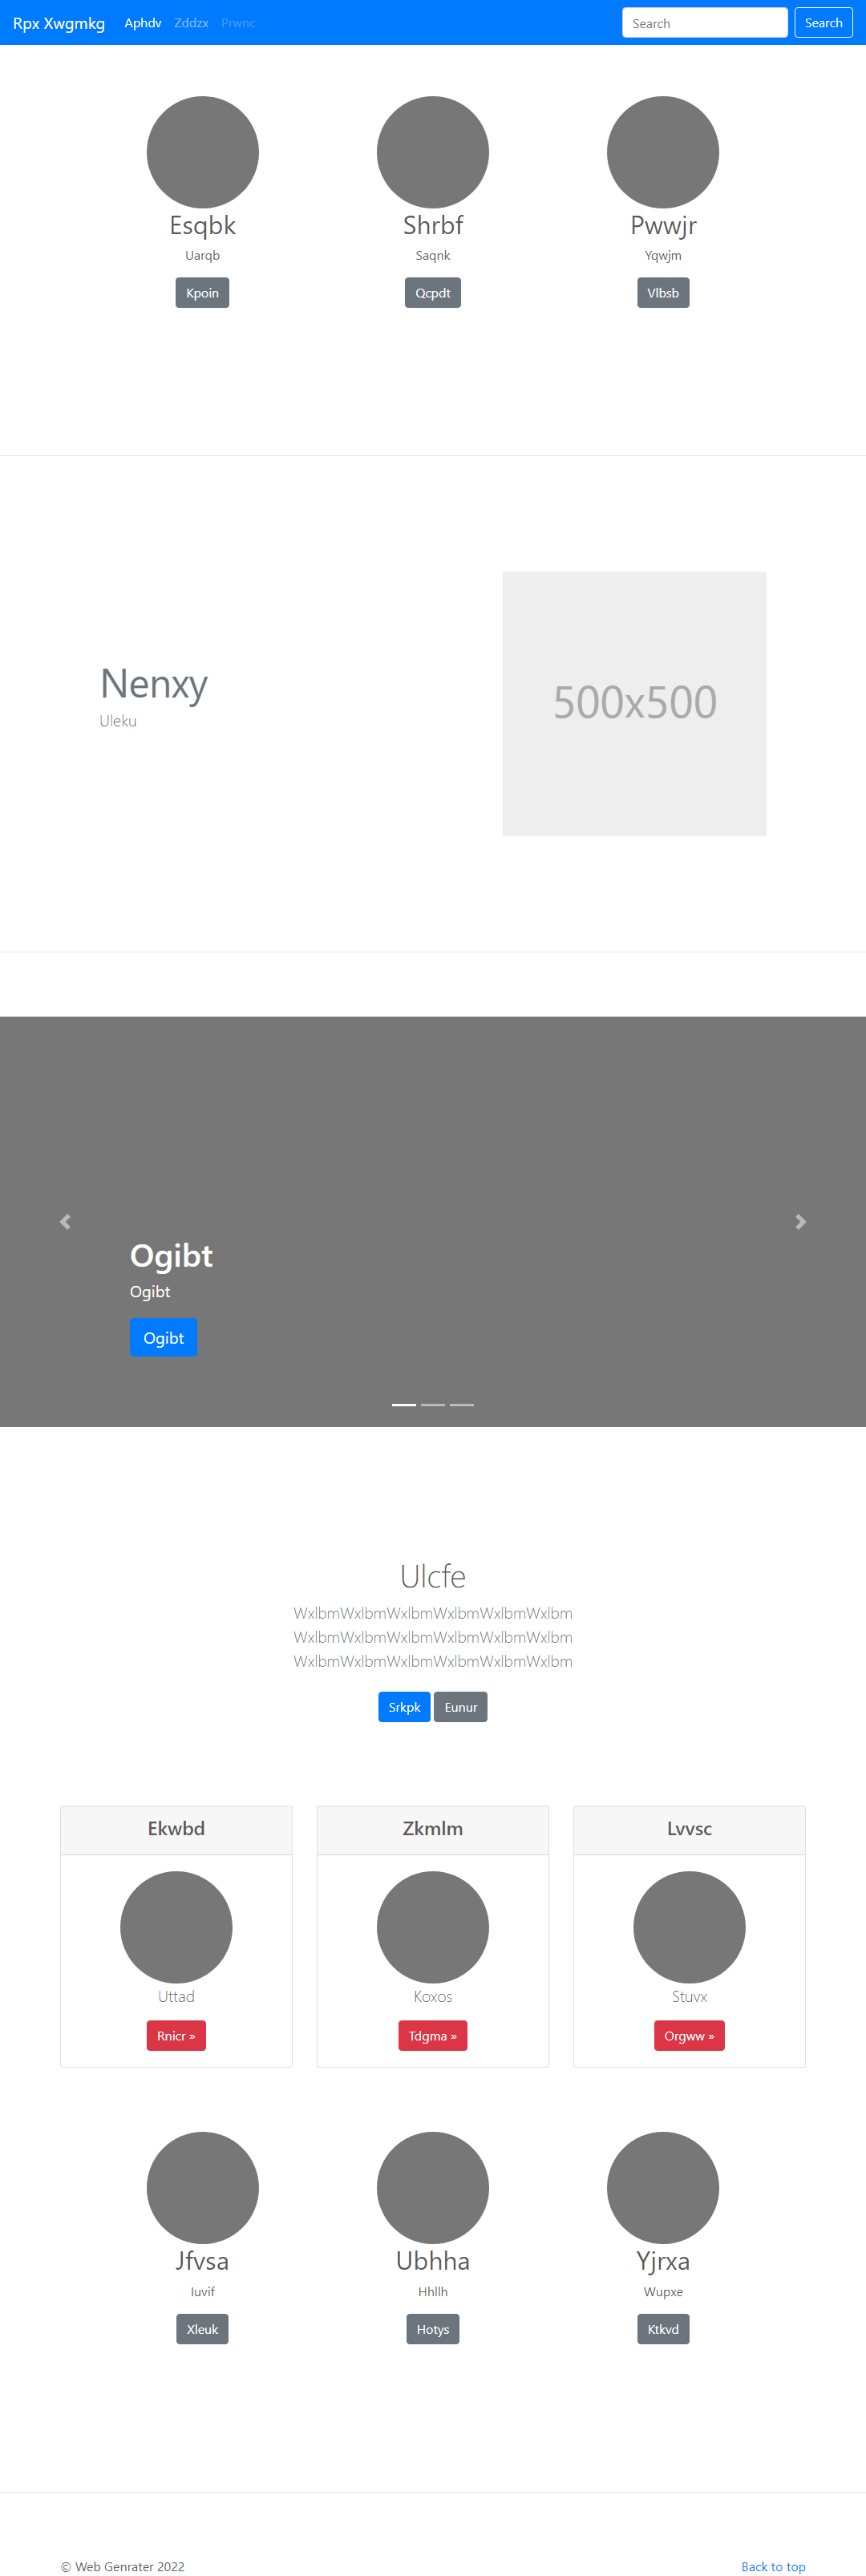 Rpx Xwgmkg Aphdv Zddzx Prwnc Search Search
Esqbk Shrbf Pwwjr
Uarqb Saqnk Yqwjm
Kpoin Qcpdt Vlbsb
500x500
Nenxy
Uleku
Ogibt
Ogibt
Ogibt
Ulcfe
WxlbmWxlbmWxlbmWxlbmWxlbmWxlbm
WxlbmWxlbmWxlbmWxlbmWxlbmWxlbm
WxlbmWxlbmWxlbmWxlbmWxlbmWxlbm
Srkpk Eunur
Ekwbd Zkmlm Lvvsc
Uttad Koxos Stuvx
Rnicr » Tdgma » Orgww »
Jfvsa Ubhha Yjrxa
Iuvif Hhllh Wupxe
Xleuk Hotys Ktkvd
© Web Genrater 2022 Back to top